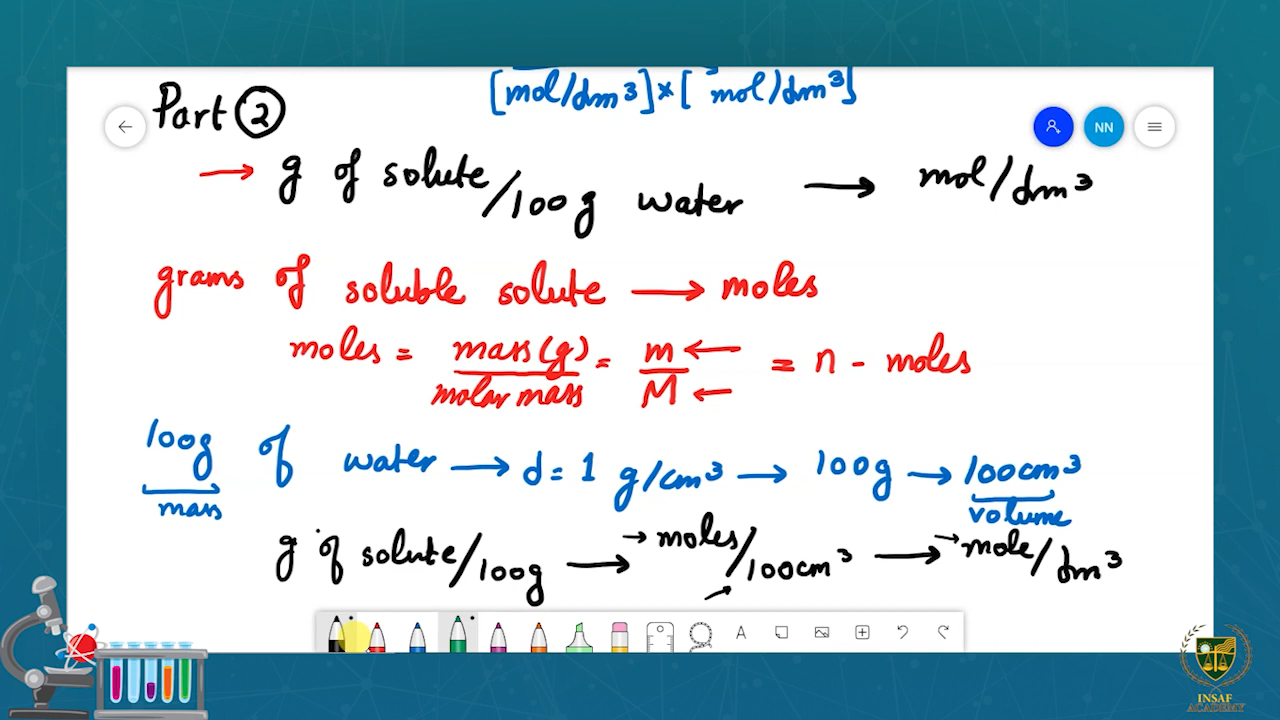 [mol/dm³]×[ mol/dm³]
Part ②
NN
→ g of solute/100g water → mol/dm³
grams of soluble solute → moles
moles = mass(g)/molar mass = m/M = n - moles
100g of water → d = 1 g/cm³ → 100g → 100cm³
mass
volume
g of solute/100g → moles/100cm³ → mole/dm³
A
INSAF
ACADEMY